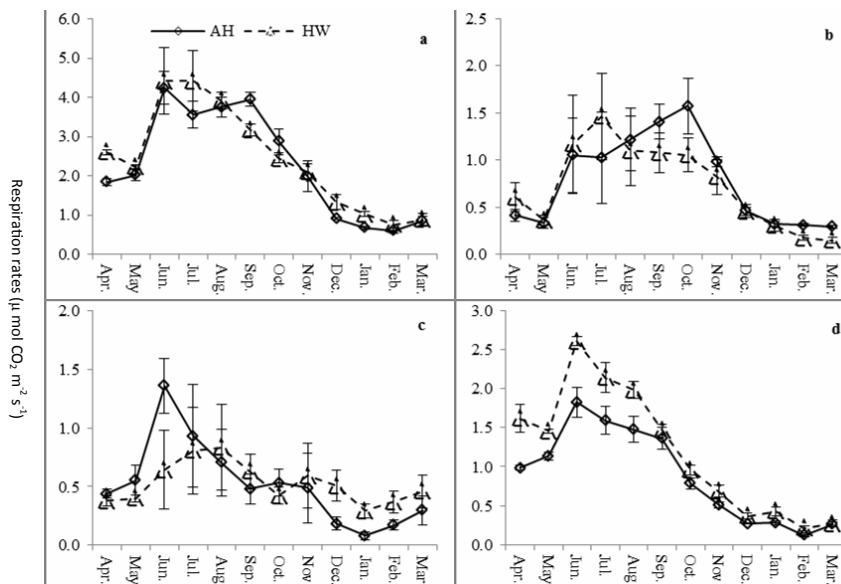 Respiration rates (μ mol CO₂ m⁻² s⁻¹)
AH HW
a
6.0
5.0
4.0
3.0
2.0
1.0
0.0
Apr. May Jun. Jul. Aug. Sep. Oct. Nov. Dec. Jan. Feb. Mar.
b
2.5
2.0
1.5
1.0
0.5
0.0
Apr. May Jun. Jul. Aug. Sep. Oct. Nov. Dec. Jan. Feb. Mar.
c
2.0
1.5
1.0
0.5
0.0
Apr. May Jun. Jul. Aug. Sep. Oct. Nov Dec. Jan. Feb. Mar.
d
3.0
2.5
2.0
1.5
1.0
0.5
0.0
Apr. May Jun. Jul. Aug. Sep. Oct. Nov. Dec. Jan. Feb. Mar.